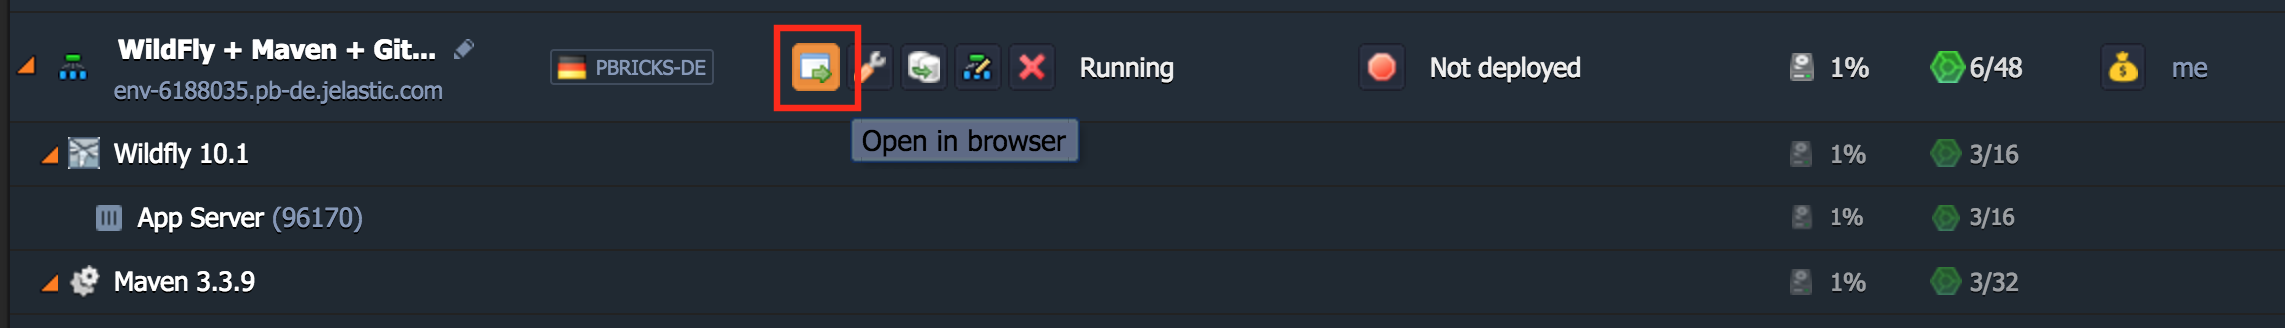 WildFly + Maven + Git...
env-6188035.pb-de.jelastic.com
PBRICKS-DE
Running
Not deployed
1%
6/48
me
Open in browser
Wildfly 10.1
1%
3/16
App Server (96170)
1%
3/16
Maven 3.3.9
1%
3/32